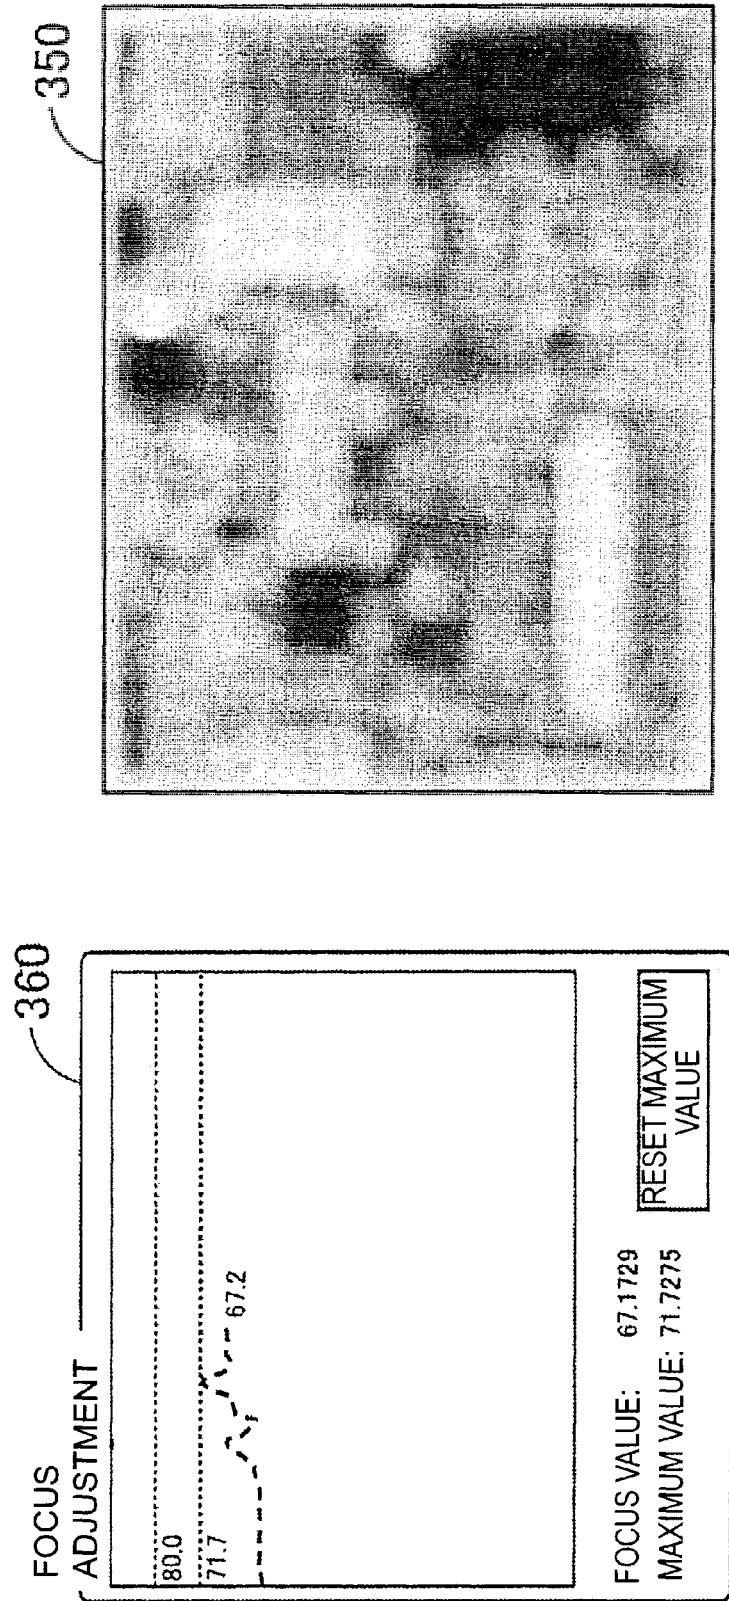 360
FOCUS
ADJUSTMENT
80.0
71.7
67.2
FOCUS VALUE: 67.1729
MAXIMUM VALUE: 71.7275
RESET MAXIMUM
VALUE
350